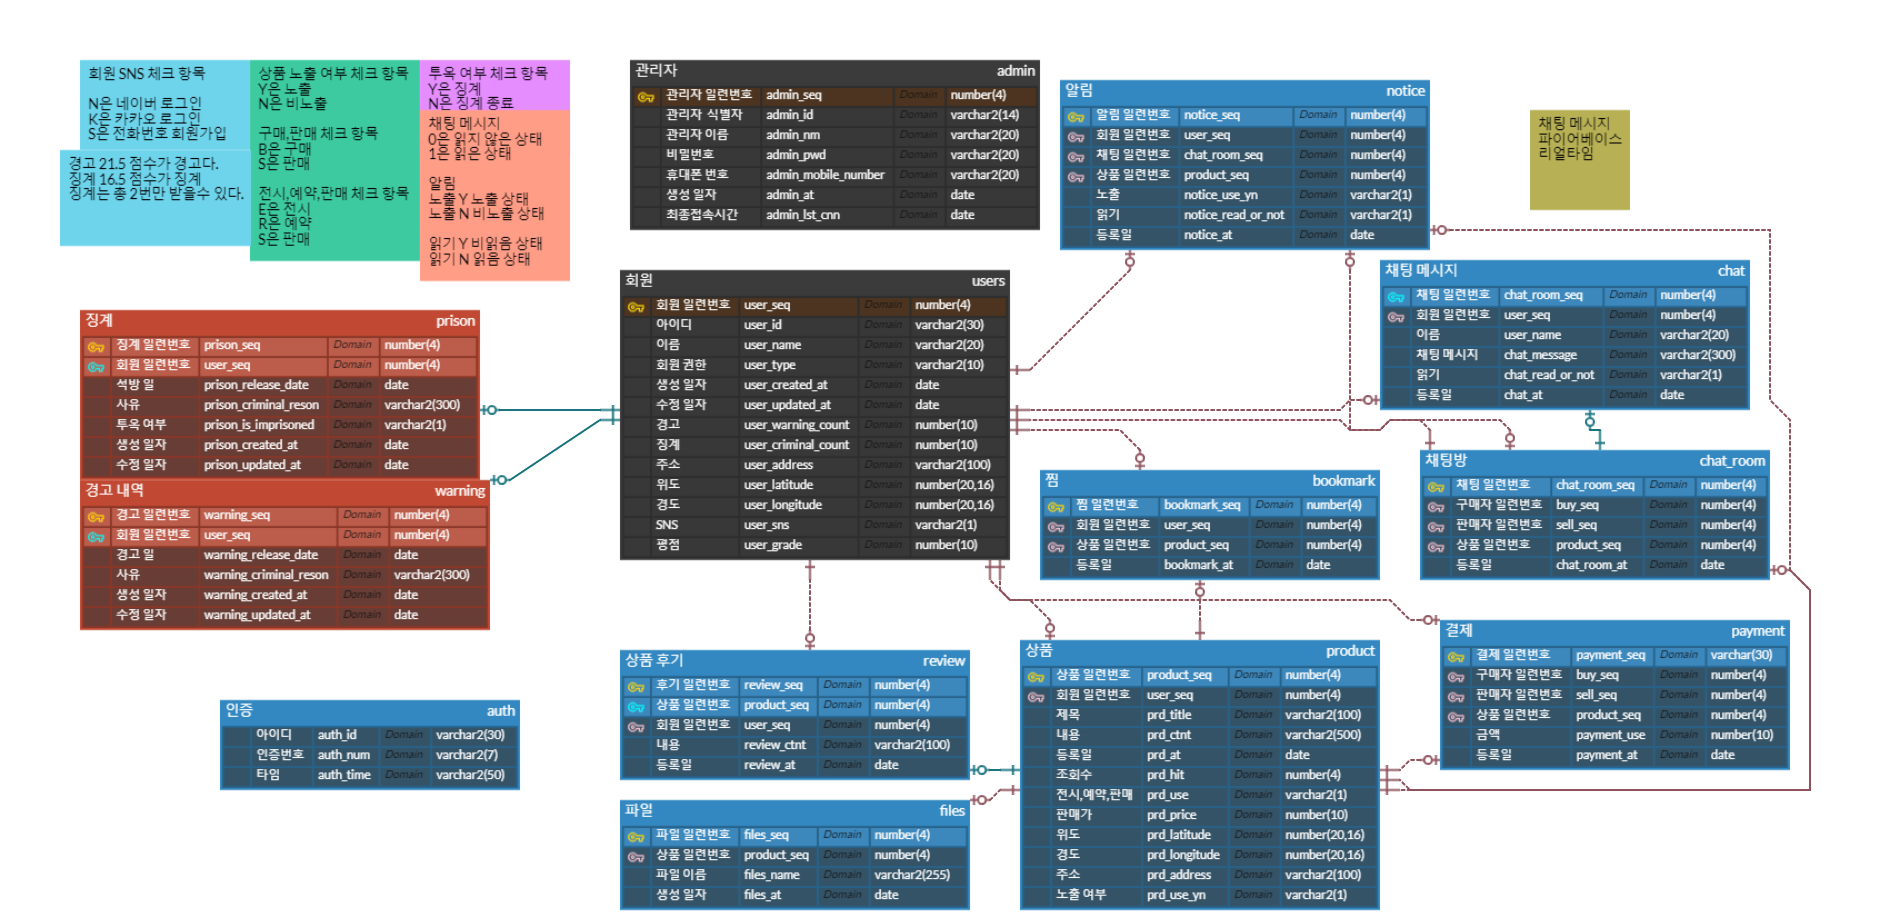 회원 SNS 체크 항목
N은 네이버 로그인
K은 카카오 로그인
S은 전화번호 회원가입
경고 21.5 점수가 경고다.
징계 16.5 점수가 징계
징계는 총 2번만 받을수 있다.
상품 노출 여부 체크 항목
Y은 노출
N은 비노출
구매,판매 체크 항목
B은 구매
S은 판매
전시,예약,판매 체크 항목
E은 전시
R은 예약
S은 판매
투옥 여부 체크 항목
Y은 징계
N은 징계 종료
채팅 메시지
0은 읽지 않은 상태
1은 읽은 상태
알림
노출 Y 노출 상태
노출 N 비노출 상태
읽기 Y 비읽음 상태
읽기 N 읽음 상태
관리자 admin
관리자 일련번호 admin_seq Domain number(4)
관리자 식별자 admin_id Domain varchar2(14)
관리자 이름 admin_nm Domain varchar2(20)
비밀번호 admin_pwd Domain varchar2(20)
휴대폰 번호 admin_mobile_number Domain varchar2(20)
생성 일자 admin_at Domain date
최종접속시간 admin_lst_cnn Domain date
알림 notice
알림 일련번호 notice_seq Domain number(4)
회원 일련번호 user_seq Domain number(4)
채팅 일련번호 chat_room_seq Domain number(4)
상품 일련번호 product_seq Domain number(4)
노출 notice_use_yn Domain varchar2(1)
읽기 notice_read_or_not Domain varchar2(1)
등록일 notice_at Domain date
채팅 메시지
파이어베이스
리얼타임
회원 users
회원 일련번호 user_seq Domain number(4)
아이디 user_id Domain varchar2(30)
이름 user_name Domain varchar2(20)
회원 권한 user_type Domain varchar2(10)
생성 일자 user_created_at Domain date
수정 일자 user_updated_at Domain date
경고 user_warning_count Domain number(10)
징계 user_criminal_count Domain number(10)
주소 user_address Domain varchar2(100)
위도 user_latitude Domain number(20,16)
경도 user_longitude Domain number(20,16)
SNS user_sns Domain varchar2(1)
평점 user_grade Domain number(10)
채팅 메시지 chat
채팅 일련번호 chat_room_seq Domain number(4)
회원 일련번호 user_seq Domain number(4)
이름 user_name Domain varchar2(20)
채팅 메시지 chat_message Domain varchar2(300)
읽기 chat_read_or_not Domain varchar2(1)
등록일 chat_at Domain date
징계 prison
징계 일련번호 prison_seq Domain number(4)
회원 일련번호 user_seq Domain number(4)
석방 일 prison_release_date Domain date
사유 prison_criminal_reson Domain varchar2(300)
투옥 여부 prison_is_imprisoned Domain varchar2(1)
생성 일자 prison_created_at Domain date
수정 일자 prison_updated_at Domain date
경고 내역 warning
경고 일련번호 warning_seq Domain number(4)
회원 일련번호 user_seq Domain number(4)
경고 일 warning_release_date Domain date
사유 warning_criminal_reson Domain varchar2(300)
생성 일자 warning_created_at Domain date
수정 일자 warning_updated_at Domain date
찜 bookmark
찜 일련번호 bookmark_seq Domain number(4)
회원 일련번호 user_seq Domain number(4)
상품 일련번호 product_seq Domain number(4)
등록일 bookmark_at Domain date
채팅방 chat_room
채팅 일련번호 chat_room_seq Domain number(4)
구매자 일련번호 buy_seq Domain number(4)
판매자 일련번호 sell_seq Domain number(4)
상품 일련번호 product_seq Domain number(4)
등록일 chat_room_at Domain date
인증 auth
아이디 auth_id Domain varchar2(30)
인증번호 auth_num Domain varchar2(7)
타임 auth_time Domain varchar2(50)
상품 후기 review
후기 일련번호 review_seq Domain number(4)
상품 일련번호 product_seq Domain number(4)
회원 일련번호 user_seq Domain number(4)
내용 review_ctnt Domain varchar2(100)
등록일 review_at Domain date
파일 files
파일 일련번호 files_seq Domain number(4)
상품 일련번호 product_seq Domain number(4)
파일 이름 files_name Domain varchar2(255)
생성 일자 files_at Domain date
상품 product
상품 일련번호 product_seq Domain number(4)
회원 일련번호 user_seq Domain number(4)
제목 prd_title Domain varchar2(100)
내용 prd_ctnt Domain varchar2(500)
등록일 prd_at Domain date
조회수 prd_hit Domain number(4)
전시,예약,판매 prd_use Domain varchar2(1)
판매가 prd_price Domain number(10)
위도 prd_latitude Domain number(20,16)
경도 prd_longitude Domain number(20,16)
주소 prd_address Domain varchar2(100)
노출 여부 prd_use_yn Domain varchar2(1)
결제 payment
결제 일련번호 payment_seq Domain varchar(30)
구매자 일련번호 buy_seq Domain number(4)
판매자 일련번호 sell_seq Domain number(4)
상품 일련번호 product_seq Domain number(4)
금액 payment_use Domain number(10)
등록일 payment_at Domain date